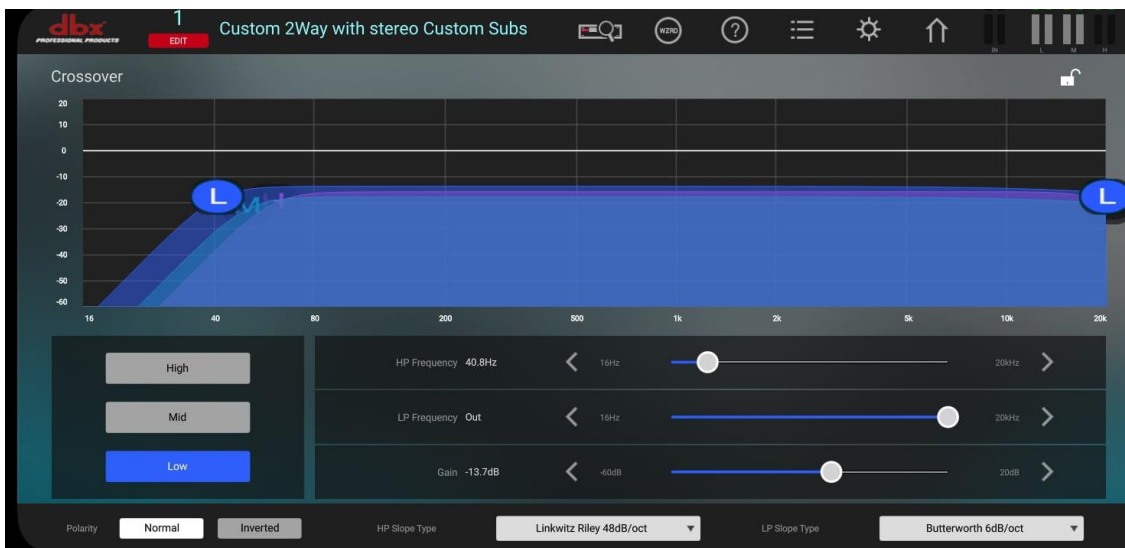 dbx
PROFESSIONAL PRODUCTS
1
EDIT
Custom 2Way with stereo Custom Subs
WZRD
?
IN
L
M
H
Crossover
20
10
0
-10
-20
-30
-40
-50
-60
L
M
H
L
16
40
80
200
500
1k
2k
5k
10k
20k
High
Mid
Low
HP Frequency 40.8Hz
16Hz
20kHz
LP Frequency Out
16Hz
20kHz
Gain -13.7dB
-60dB
20dB
Polarity
Normal
Inverted
HP Slope Type
Linkwitz Riley 48dB/oct
LP Slope Type
Butterworth 6dB/oct